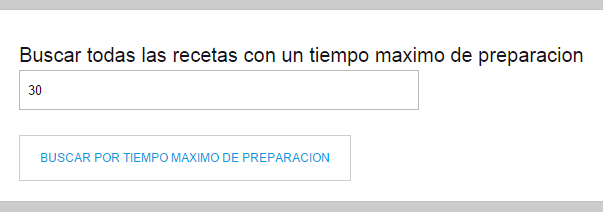 Buscar todas las recetas con un tiempo maximo de preparacion
30
BUSCAR POR TIEMPO MAXIMO DE PREPARACION